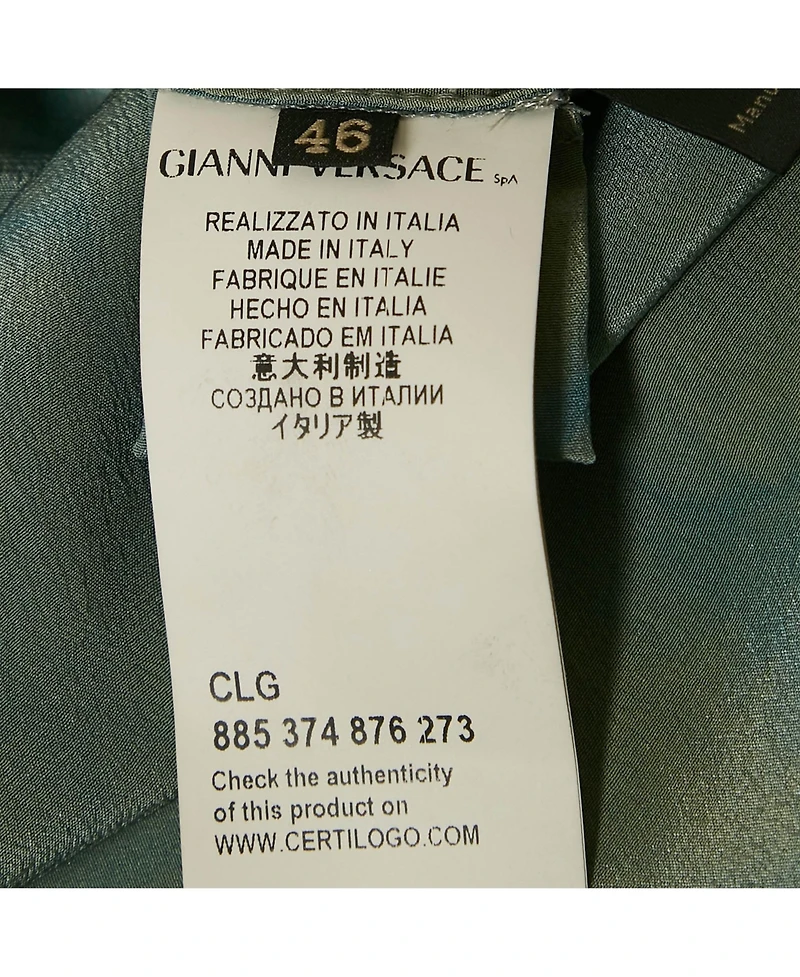 46
GIANNI VERSACE SpA
REALIZZATO IN ITALIA
MADE IN ITALY
FABRIQUE EN ITALIE
HECHO EN ITALIA
FABRICADO EM ITALIA
意大利制造
СОЗДАНО В ИТАЛИИ
イタリア製
CLG
885 374 876 273
Check the authenticity
of this product on
WWW.CERTILOGO.COM